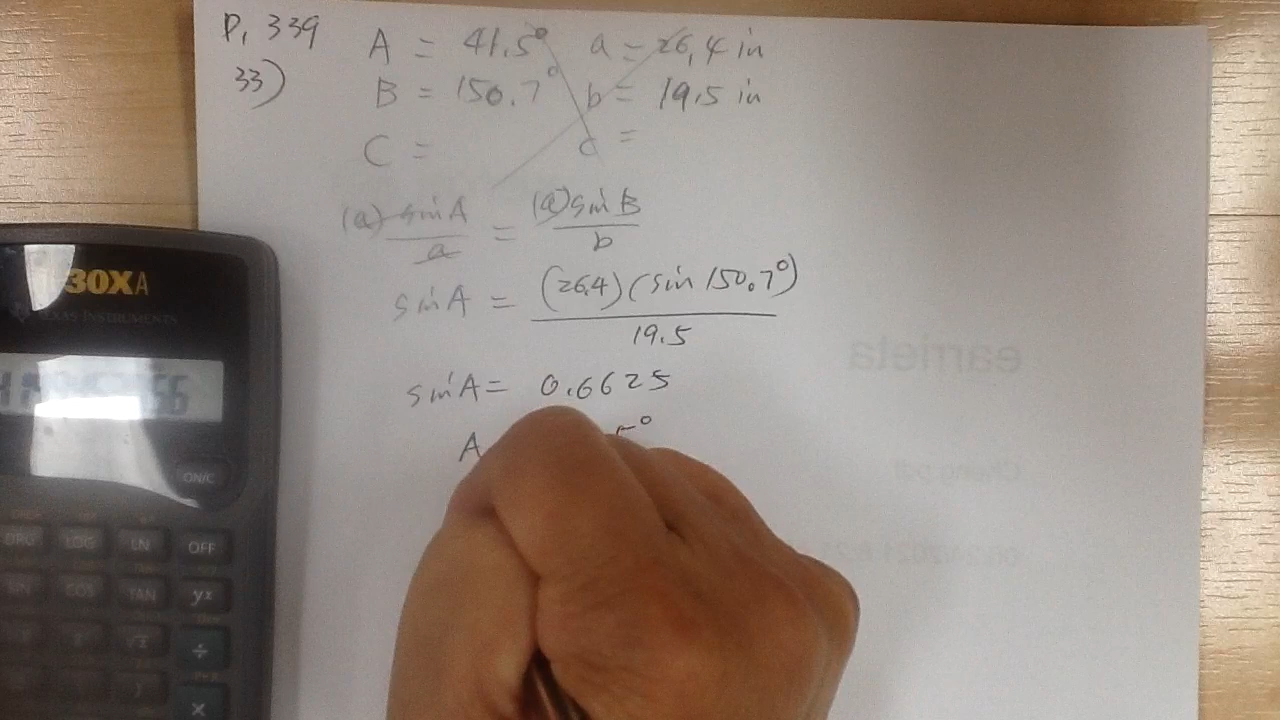 P, 339
33)
A = 41.5° a = 26,4 in
B = 150.7° b = 19.5 in
C = c =
(a) sin A / a = (a) sin B / b
sin A = (26.4)(sin 150.7°) / 19.5
sin A = 0.6625
A
30XA
TEXAS INSTRUMENTS
ON/C
DRG LOG LN OFF
SIN COS TAN yx
÷
×